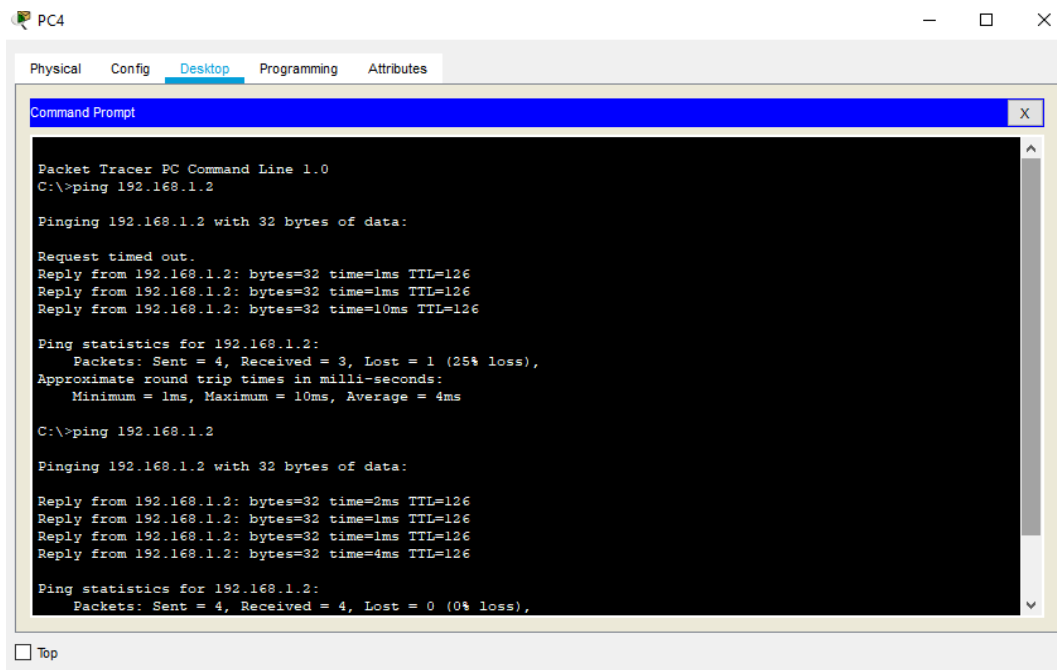 PC4
Physical Config Desktop Programming Attributes
Command Prompt
X
Packet Tracer PC Command Line 1.0
C:\>ping 192.168.1.2
Pinging 192.168.1.2 with 32 bytes of data:
Request timed out.
Reply from 192.168.1.2: bytes=32 time=1ms TTL=126
Reply from 192.168.1.2: bytes=32 time=1ms TTL=126
Reply from 192.168.1.2: bytes=32 time=10ms TTL=126
Ping statistics for 192.168.1.2:
Packets: Sent = 4, Received = 3, Lost = 1 (25% loss),
Approximate round trip times in milli-seconds:
Minimum = 1ms, Maximum = 10ms, Average = 4ms
C:\>ping 192.168.1.2
Pinging 192.168.1.2 with 32 bytes of data:
Reply from 192.168.1.2: bytes=32 time=2ms TTL=126
Reply from 192.168.1.2: bytes=32 time=1ms TTL=126
Reply from 192.168.1.2: bytes=32 time=1ms TTL=126
Reply from 192.168.1.2: bytes=32 time=4ms TTL=126
Ping statistics for 192.168.1.2:
Packets: Sent = 4, Received = 4, Lost = 0 (0% loss),
Top